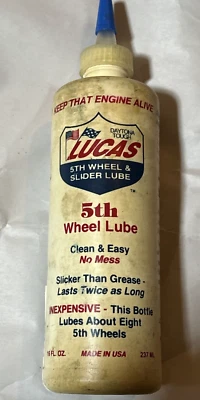 KEEP THAT ENGINE ALIVE
DAYTONA
TOUGH
LUCAS
5TH WHEEL &
SLIDER LUBE
TM
5th
Wheel Lube
Clean & Easy
No Mess
Slicker Than Grease -
Lasts Twice as Long
INEXPENSIVE - This Bottle
Lubes About Eight
5th Wheels
FL. OZ. MADE IN USA 237